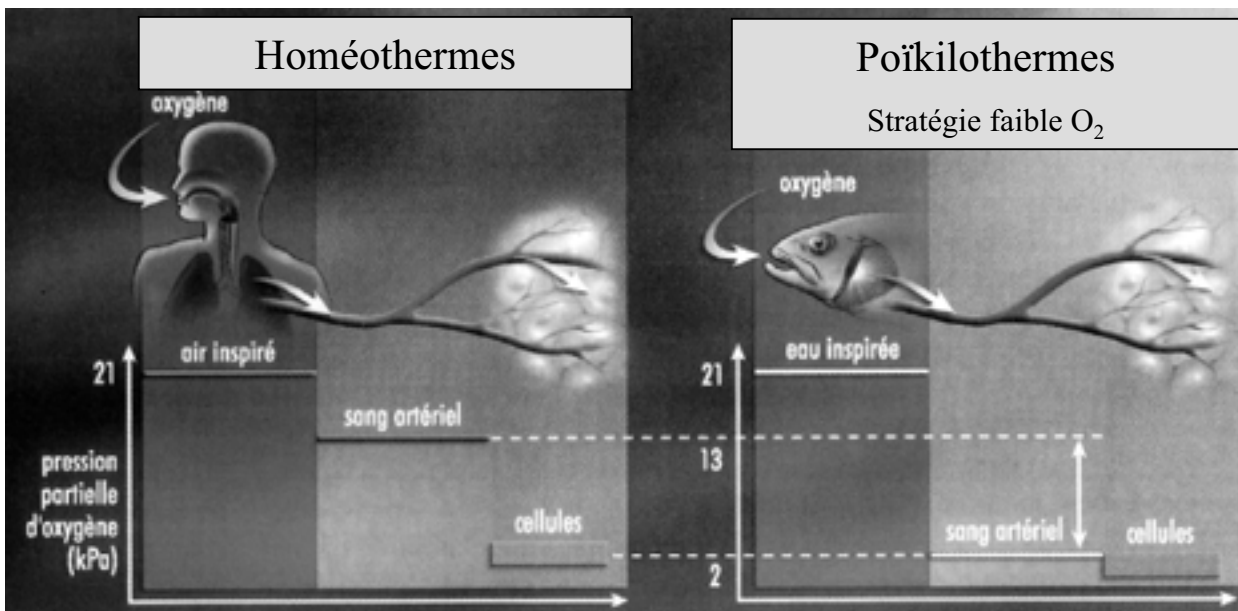 Homéothermes
oxygène
air inspiré
21
sang artériel
pression
partielle
d'oxygène
(kPa)
cellules
Poïkilothermes
Stratégie faible O₂
oxygène
eau inspirée
21
13
sang artériel
cellules
2